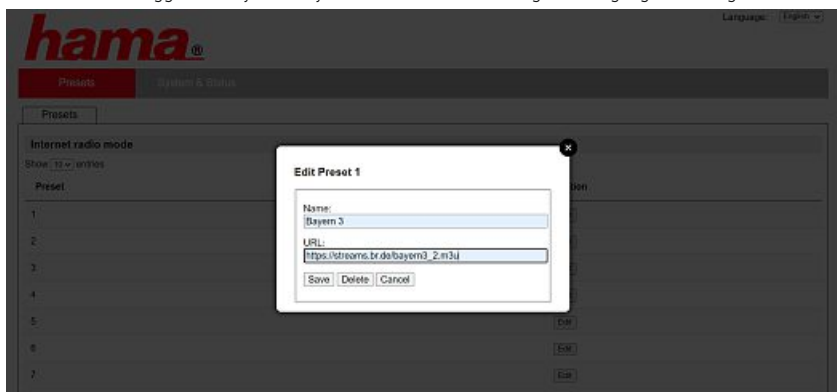 Language: English
hama®
Presets System & Status
Presets
Internet radio mode
Show 10 entries
Preset
1
2
3
4
5 Edit
6 Edit
7 Edit
Edit Preset 1
Name:
Bayern 3
URL:
https://streams.br.de/bayern3_2.m3u
Save Delete Cancel